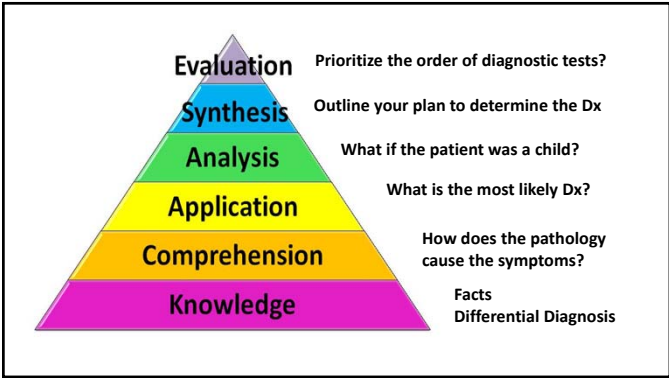 Evaluation
Prioritize the order of diagnostic tests?
Synthesis
Outline your plan to determine the Dx
Analysis
What if the patient was a child?
Application
What is the most likely Dx?
Comprehension
How does the pathology
cause the symptoms?
Knowledge
Facts
Differential Diagnosis